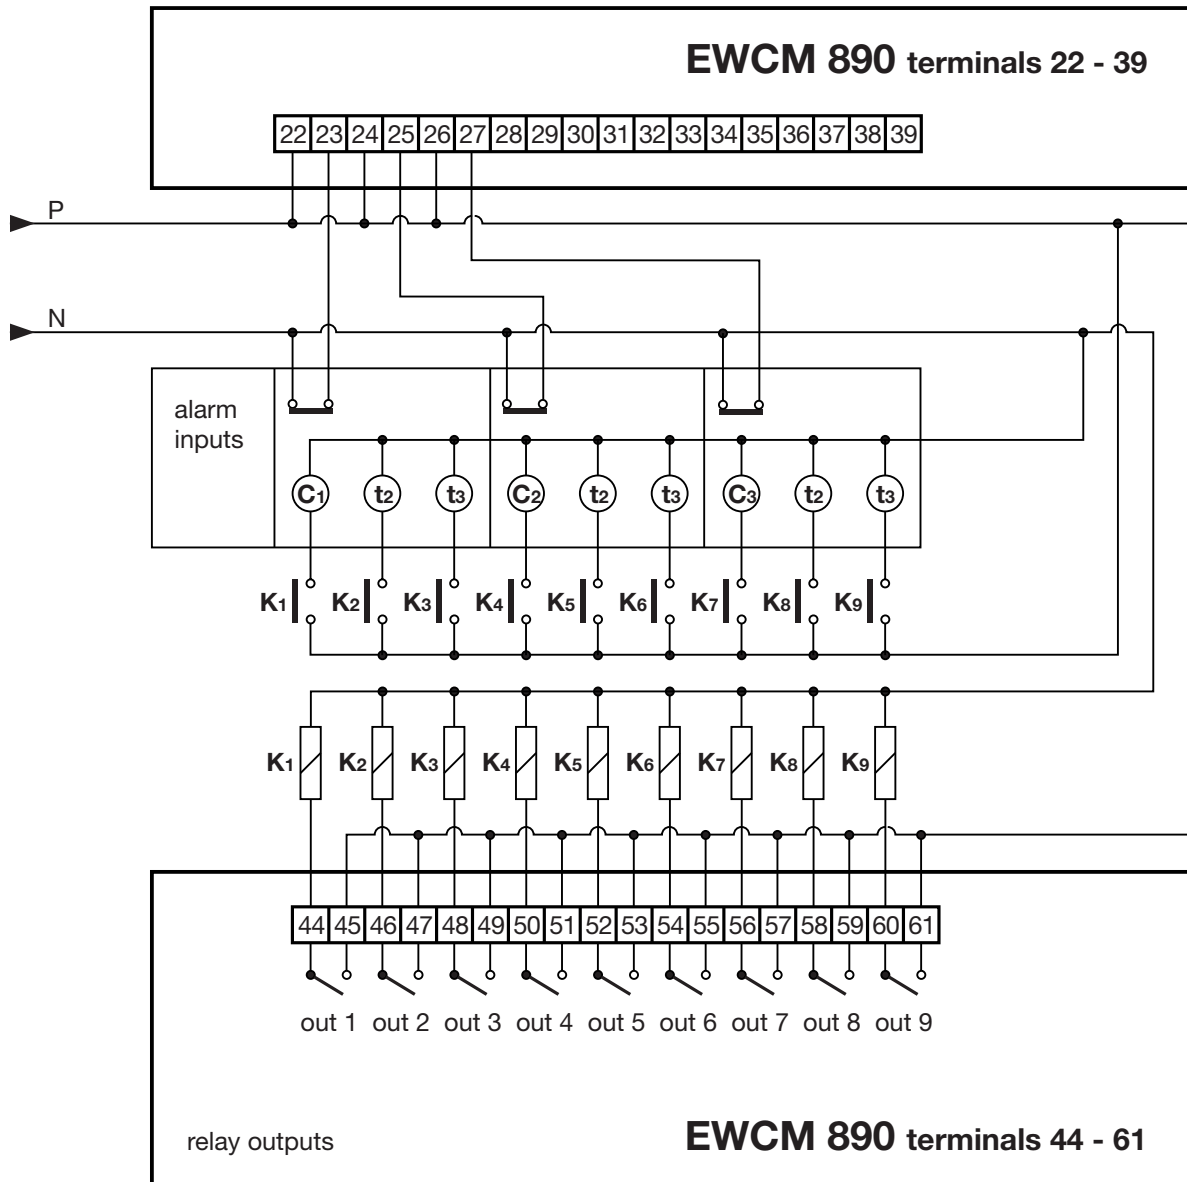 EWCM 890 terminals 22 - 39
22 23 24 25 26 27 28 29 30 31 32 33 34 35 36 37 38 39
P
N
alarm
inputs
C1 t2 t3 C2 t2 t3 C3 t2 t3
K1 K2 K3 K4 K5 K6 K7 K8 K9
K1 K2 K3 K4 K5 K6 K7 K8 K9
44 45 46 47 48 49 50 51 52 53 54 55 56 57 58 59 60 61
out 1 out 2 out 3 out 4 out 5 out 6 out 7 out 8 out 9
relay outputs
EWCM 890 terminals 44 - 61